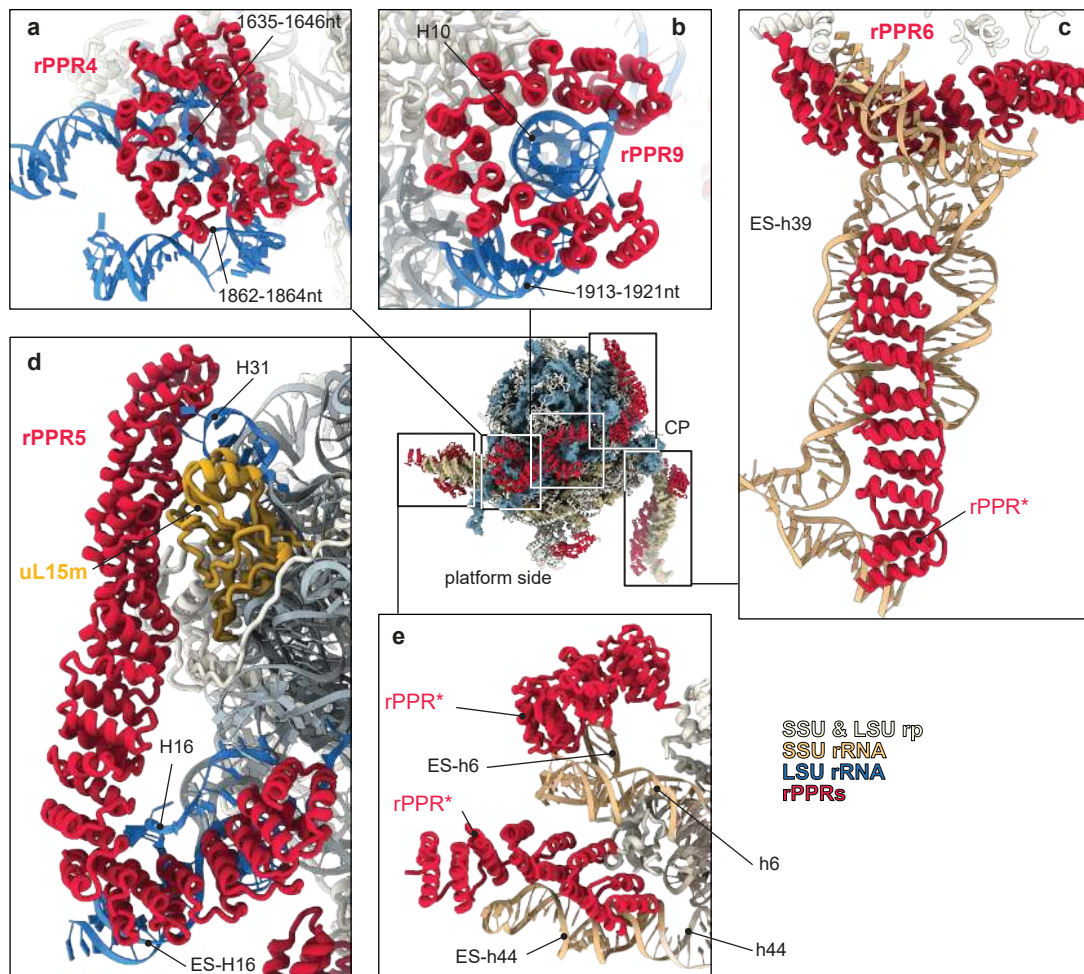 a
1635-1646nt
rPPR4
1862-1864nt
b
H10
rPPR9
1913-1921nt
c
rPPR6
ES-h39
rPPR*
d
H31
rPPR5
uL15m
H16
ES-H16
CP
platform side
e
rPPR*
ES-h6
rPPR*
h6
ES-h44
h44
SSU & LSU rp
SSU rRNA
LSU rRNA
rPPRs